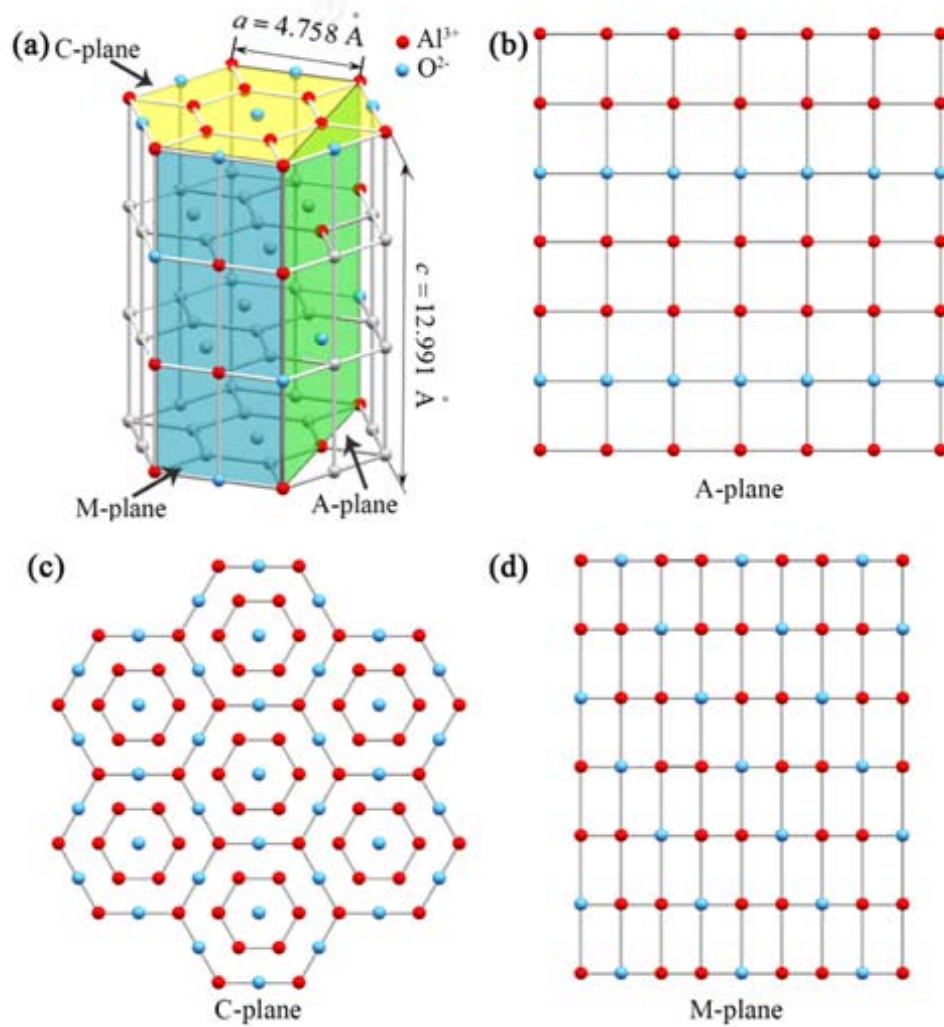 (a)
C-plane
a = 4.758 Å
Al³⁺
O²⁻
c = 12.991 Å
M-plane
A-plane
(b)
A-plane
(c)
C-plane
(d)
M-plane